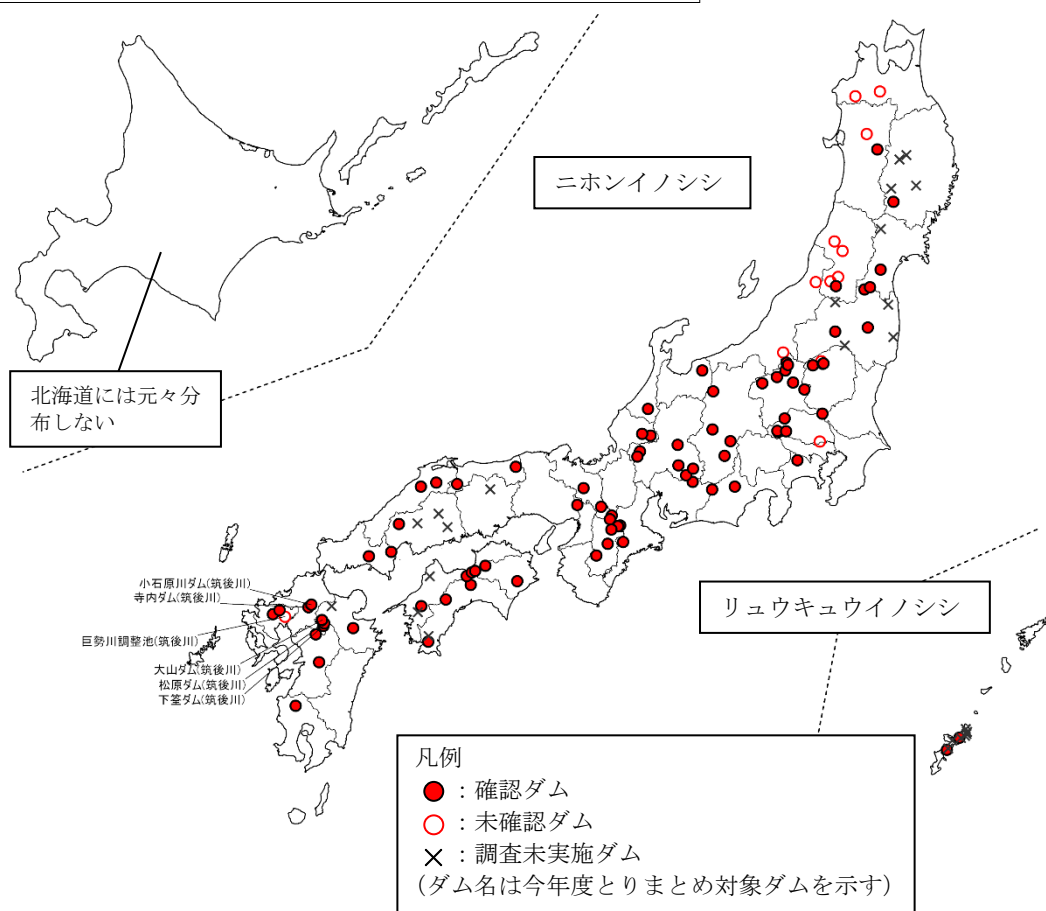 ニホンイノシシ
北海道には元々分
布しない
小石原川ダム(筑後川)
寺内ダム(筑後川)
巨勢川調整池(筑後川)
大山ダム(筑後川)
松原ダム(筑後川)
下筌ダム(筑後川)
リュウキュウイノシシ
凡例
：確認ダム
：未確認ダム
：調査未実施ダム
（ダム名は今年度とりまとめ対象ダムを示す）